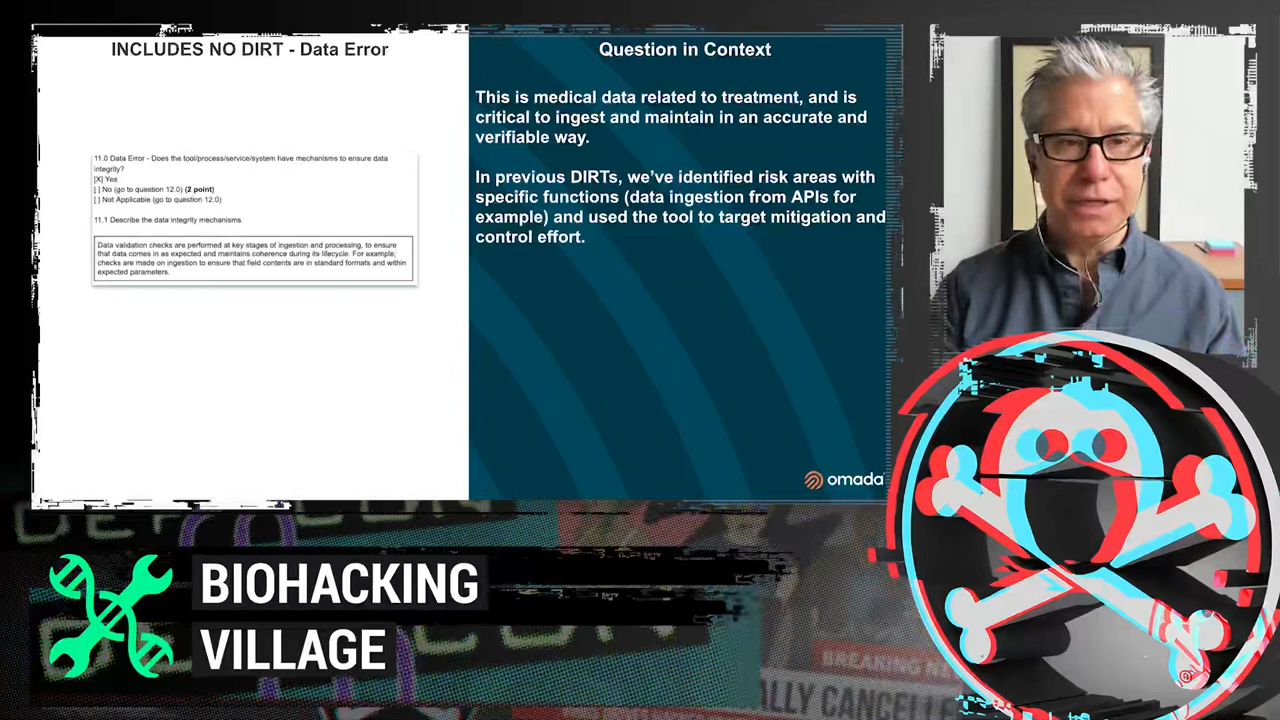 INCLUDES NO DIRT - Data Error
11.0 Data Error - Does the tool/process/service/system have mechanisms to ensure data
integrity?
[X] Yes
[ ] No (go to question 12.0) (2 point)
[ ] Not Applicable (go to question 12.0)
11.1 Describe the data integrity mechanisms
Data validation checks are performed at key stages of ingestion and processing, to ensure
that data comes in as expected and maintains coherence during its lifecycle. For example,
checks are made on ingestion to ensure that field contents are in standard formats and within
expected parameters.
Question in Context
This is medical data related to treatment, and is
critical to ingest and maintain in an accurate and
verifiable way.
In previous DIRTs, we've identified risk areas with
specific functions (data ingestion from APIs for
example) and used the tool to target mitigation and
control effort.
omada
BIOHACKING
VILLAGE
BREAKING NE
ALLY CANCELLE
®